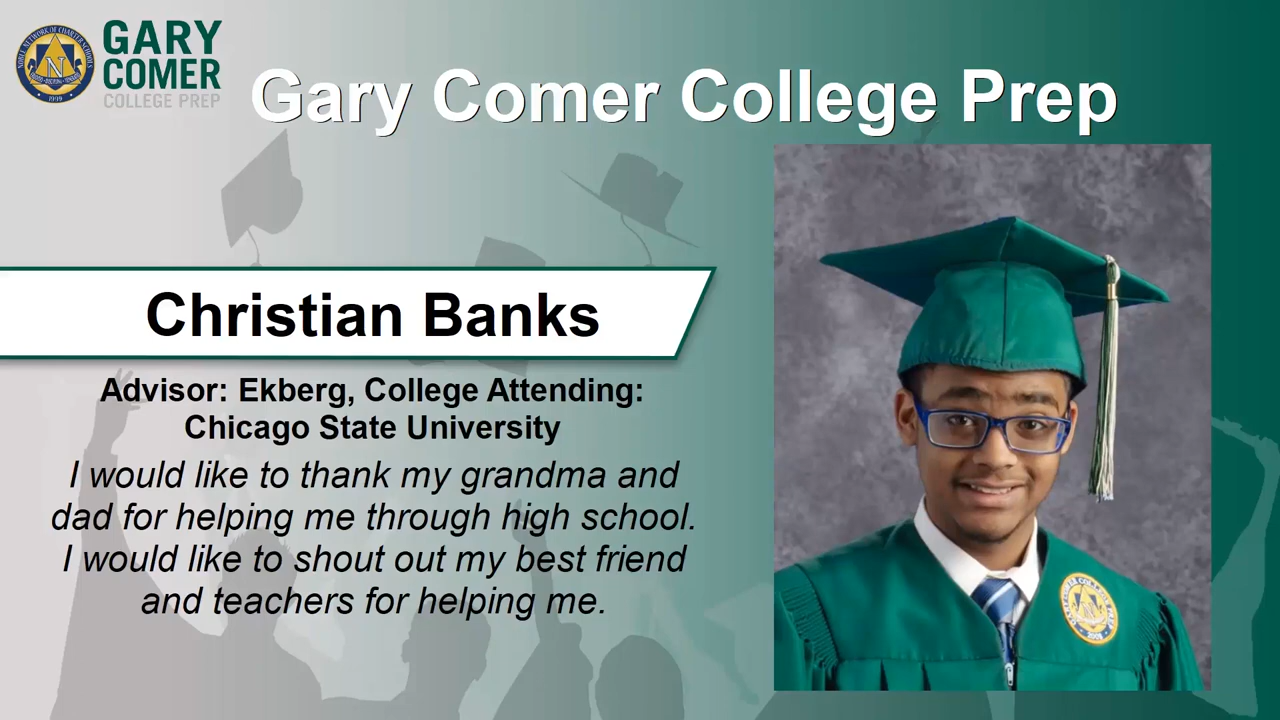 GARY
COMER
COLLEGE PREP
Gary Comer College Prep
Christian Banks
Advisor: Ekberg, College Attending:
Chicago State University
I would like to thank my grandma and
dad for helping me through high school.
I would like to shout out my best friend
and teachers for helping me.